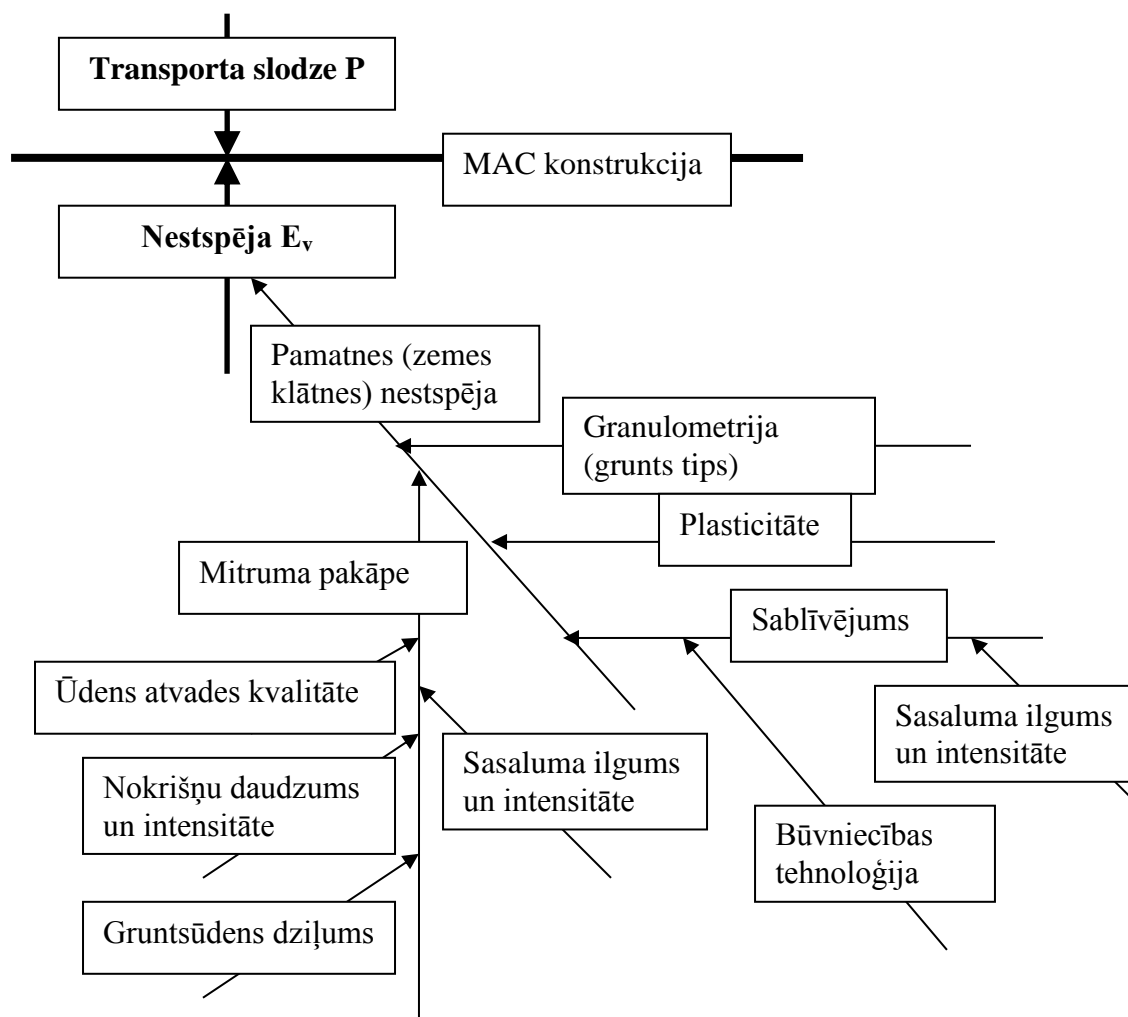 Transporta slodze P
MAC konstrukcija
Nestspēja Ev
Pamatnes (zemes
klātnes) nestspēja
Granulometrija
(grunts tips)
Plasticitāte
Mitruma pakāpe
Sablīvējums
Ūdens atvades kvalitāte
Sasaluma ilgums
un intensitāte
Sasaluma ilgums
un intensitāte
Nokrišņu daudzums
un intensitāte
Būvniecības
tehnoloģija
Gruntsūdens dziļums